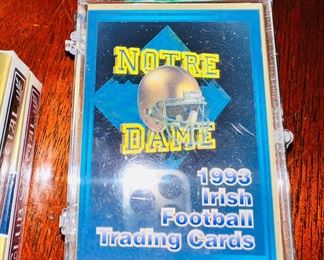 NOTRE
DAME
1993
Irish
Football
Trading Cards